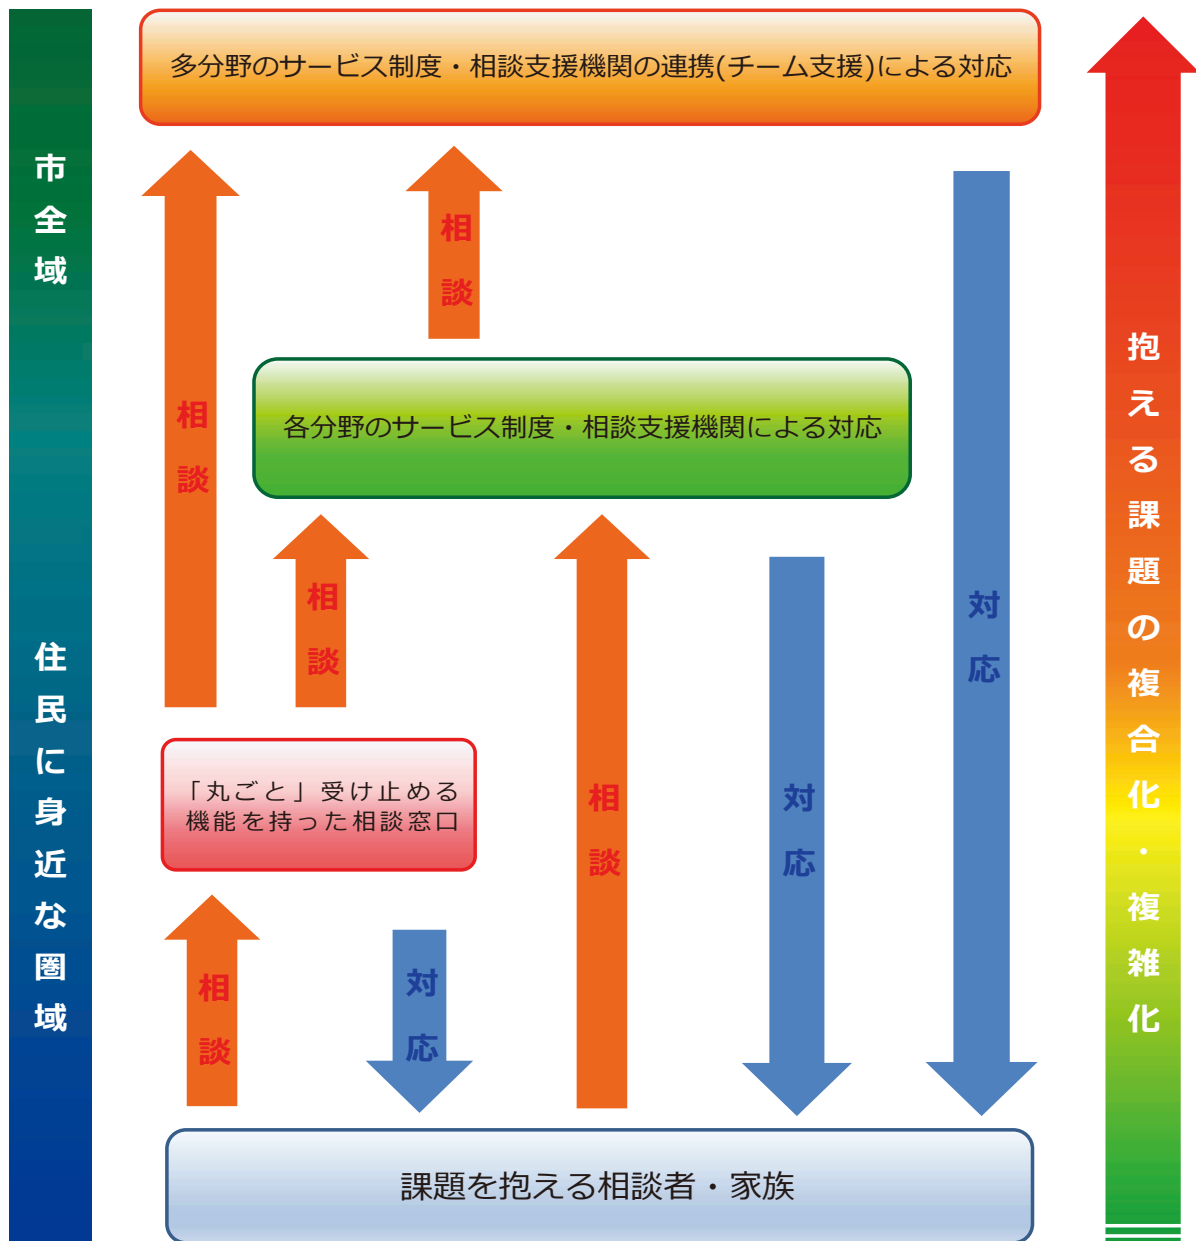 多分野のサービス制度・相談支援機関の連携(チーム支援)による対応
市全域
相談
相談
各分野のサービス制度・相談支援機関による対応
相談
相談
対応
対応
「丸ごと」受け止める
機能を持った相談窓口
住民に身近な圏域
相談
対応
課題を抱える相談者・家族
抱える課題の複合化・複雑化